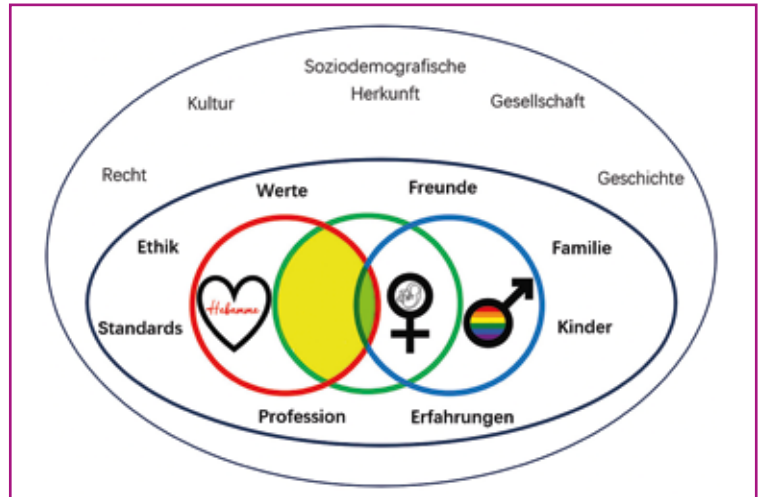 Soziodemografische
Herkunft
Kultur
Gesellschaft
Recht
Geschichte
Werte
Freunde
Ethik
Familie
Hebamme
Standards
Kinder
Profession
Erfahrungen